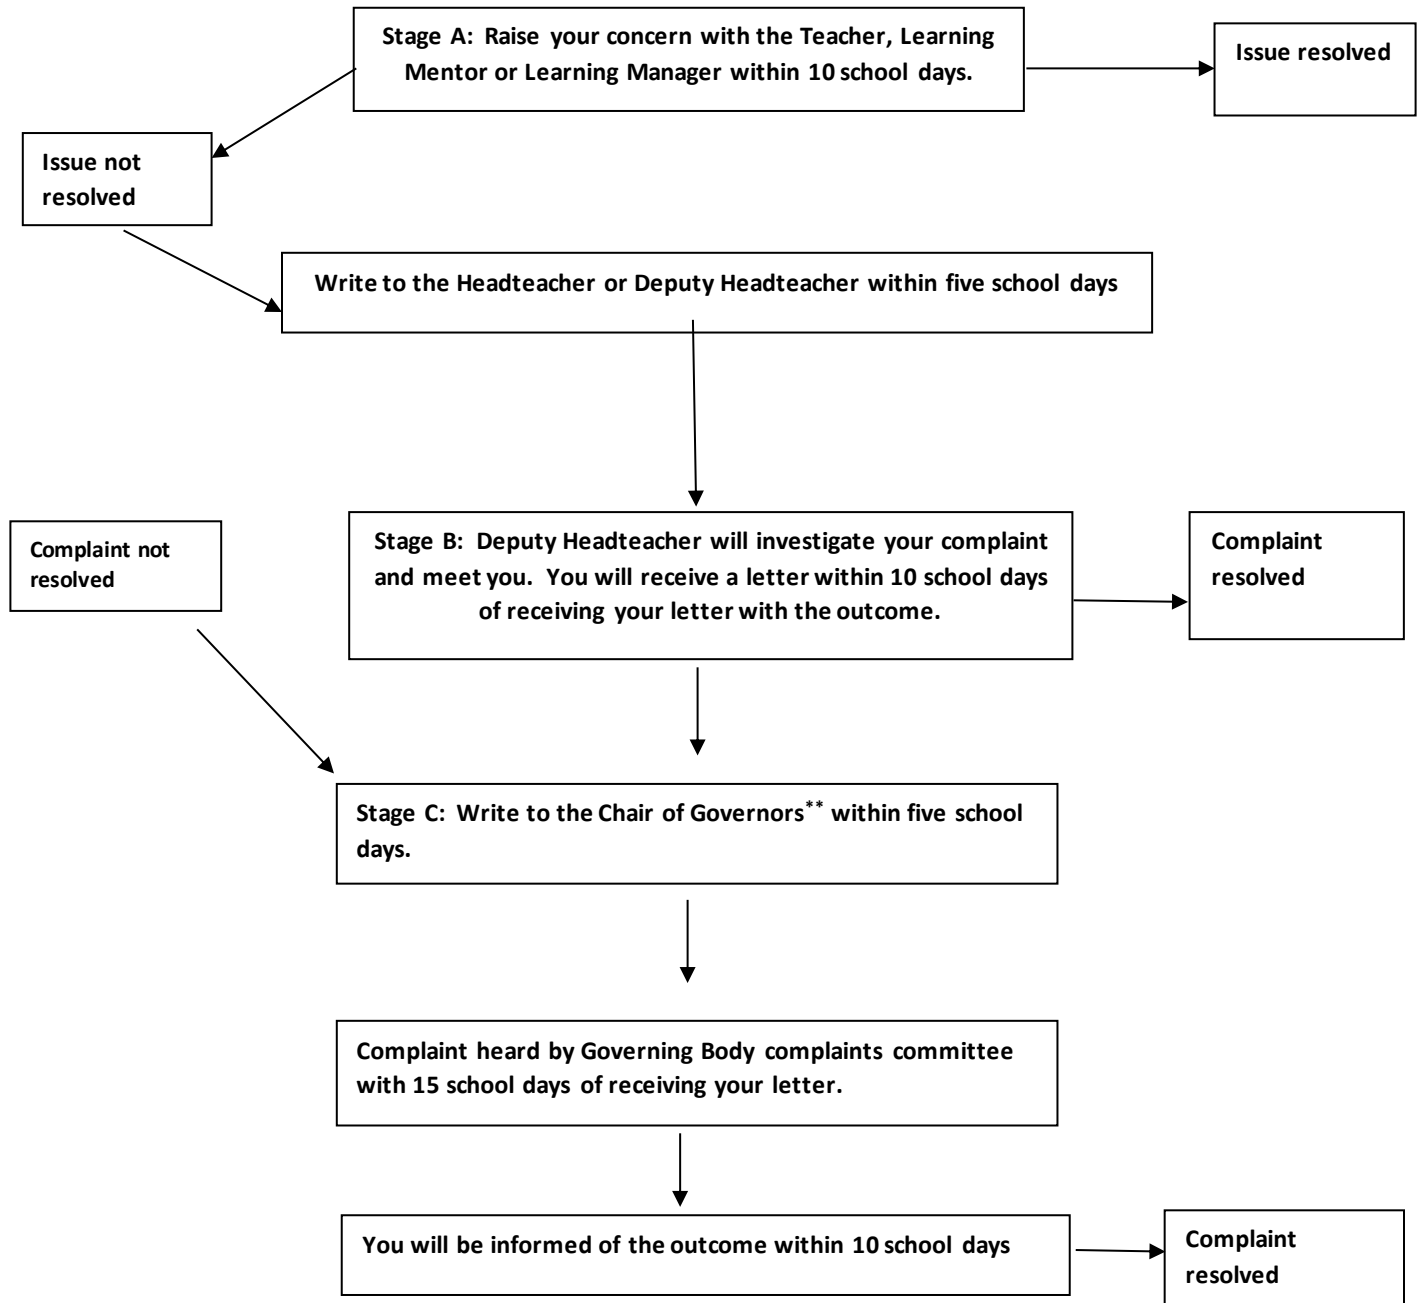 Stage A: Raise your concern with the Teacher, Learning
Mentor or Learning Manager within 10 school days.
Issue resolved
Issue not
resolved
Write to the Headteacher or Deputy Headteacher within five school days
Complaint not
resolved
Stage B: Deputy Headteacher will investigate your complaint
and meet you. You will receive a letter within 10 school days
of receiving your letter with the outcome.
Complaint
resolved
Stage C: Write to the Chair of Governors** within five school
days.
Complaint heard by Governing Body complaints committee
with 15 school days of receiving your letter.
You will be informed of the outcome within 10 school days
Complaint
resolved